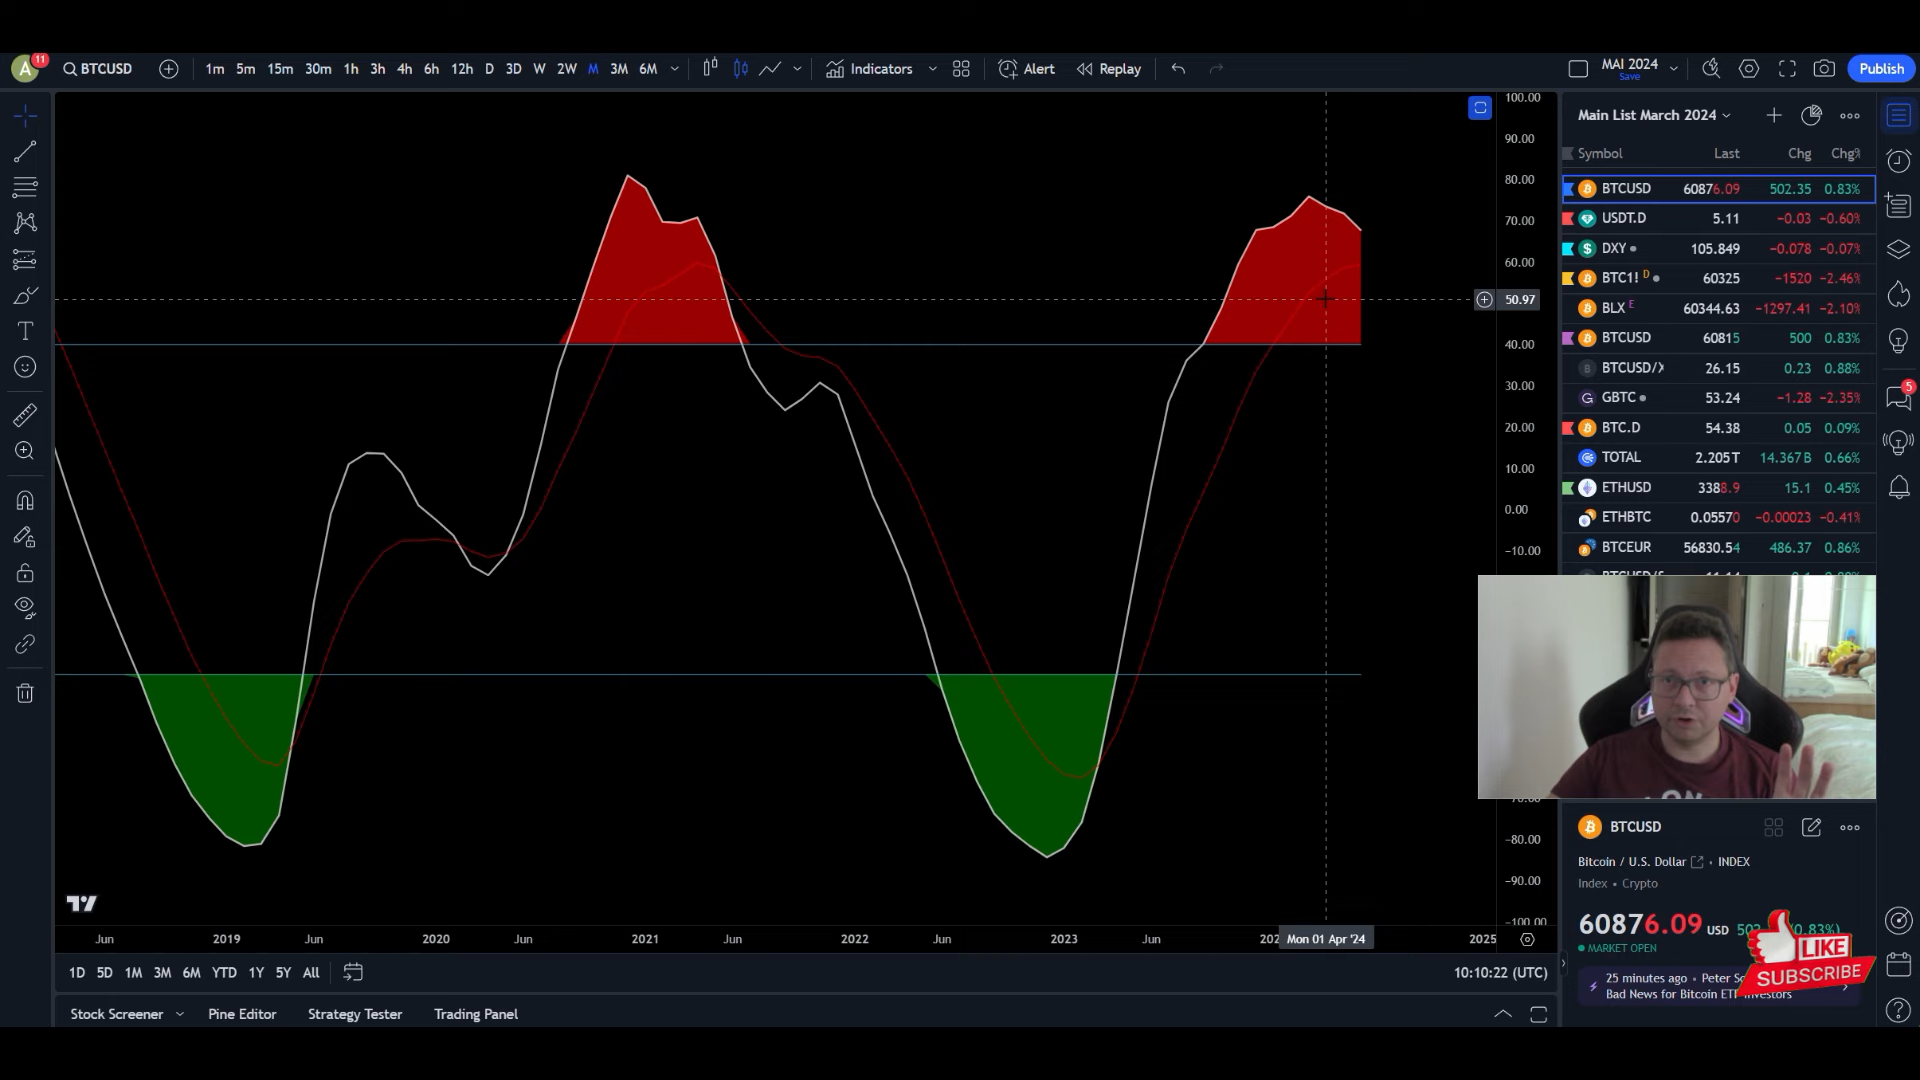 A 11 BTCUSD 1m 5m 15m 30m 1h 3h 4h 6h 12h D 3D W 2W M 3M 6M Indicators Alert Replay MAI 2024 Save Publish
Main List March 2024
Symbol Last Chg Chg%
BTCUSD 60876.09 502.35 0.83%
USDT.D 5.11 −0.03 −0.60%
DXY 105.849 −0.078 −0.07%
BTC1! D 60325 −1520 −2.46%
BLX E 60344.63 −1297.41 −2.10%
BTCUSD 60815 500 0.83%
BTCUSD/X 26.15 0.23 0.88%
GBTC 53.24 −1.28 −2.35%
BTC.D 54.38 0.05 0.09%
TOTAL 2.205T 14.367B 0.66%
ETHUSD 3388.9 15.1 0.45%
ETHBTC 0.05570 −0.00023 −0.41%
BTCEUR 56830.54 486.37 0.86%
100.00
90.00
80.00
70.00
60.00
50.97
40.00
30.00
20.00
10.00
0.00
−10.00
−80.00
−90.00
−100.00
5
BTCUSD
Bitcoin / U.S. Dollar • INDEX
Index • Crypto
60876.09 USD (0.83%)
MARKET OPEN
25 minutes ago • Peter
Bad News for Bitcoin ETF Investors
LIKE
SUBSCRIBE
Jun 2019 Jun 2020 Jun 2021 Jun 2022 Jun 2023 Jun Mon 01 Apr '24 2025
1D 5D 1M 3M 6M YTD 1Y 5Y All 10:10:22 (UTC)
Stock Screener Pine Editor Strategy Tester Trading Panel